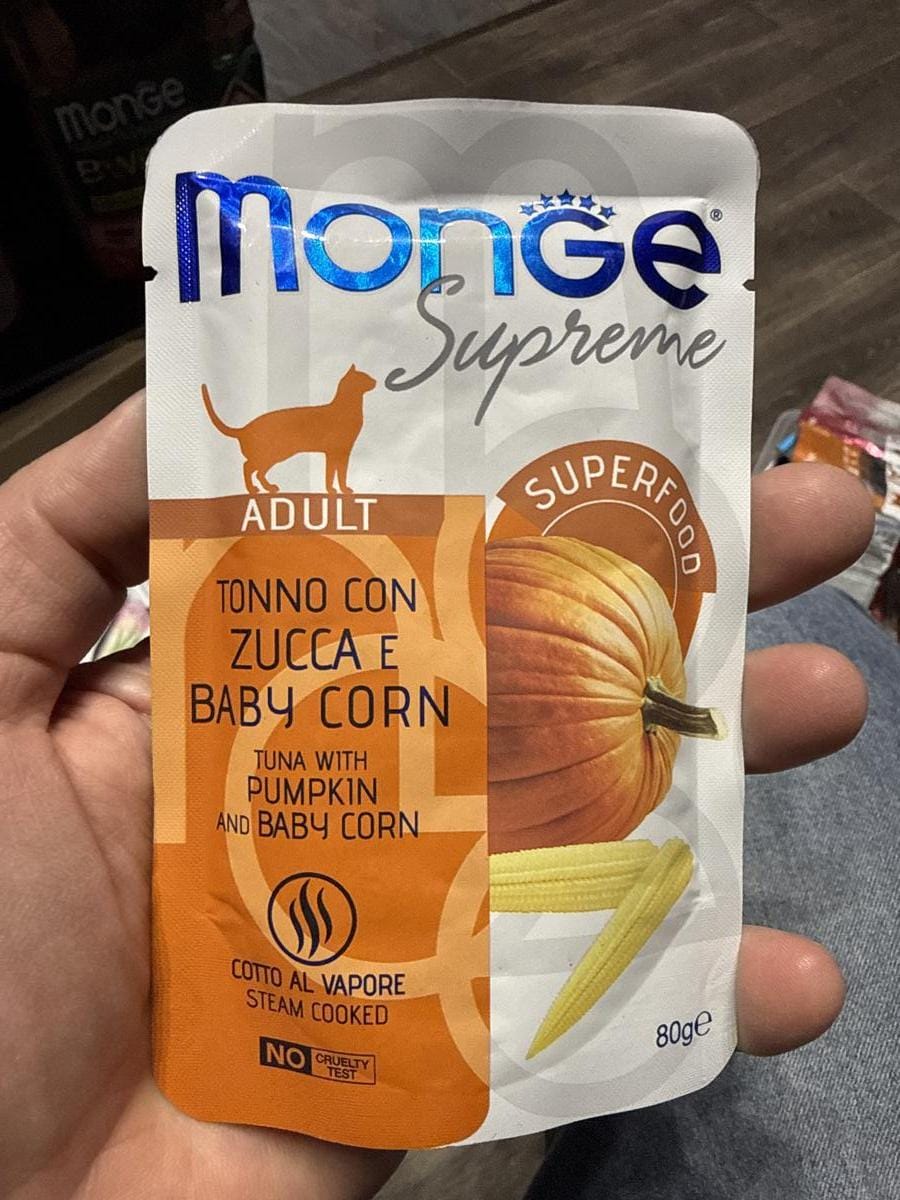 Monge
Monge®
Supreme
ADULT
SUPERFOOD
TONNO CON
ZUCCA E
BABY CORN
TUNA WITH
PUMPKIN
AND BABY CORN
COTTO AL VAPORE
STEAM COOKED
NO CRUELTY
TEST
80g℮